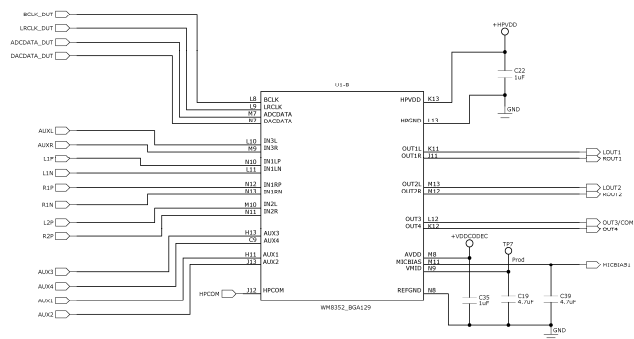 BCLK_DUT
LRCLK_DUT
ADCDATA_DUT
DACDATA_DUT
+HPVDD
C22
1uF
GND
U1-B
L8 BCLK
L9 LRCLK
M7 ADCDATA
N7 DACDATA
HPVDD K13
HPGND L13
AUXL
AUXR
L1P
L1N
R1P
R1N
L2P
R2P
L10 IN3L
M9 IN3R
N10 IN1LP
L11 IN1LN
N12 IN1RP
N13 IN1RN
M10 IN2L
N11 IN2R
H13 AUX3
C9 AUX4
H11 AUX1
J13 AUX2
AUX3
AUX4
AUX1
AUX2
HPCOM
J12 HPCOM
OUT1L K11
OUT1R J11
OUT2L M13
OUT2R M12
OUT3 L12
OUT4 K12
LOUT1
ROUT1
LOUT2
ROUT2
OUT3/COM
OUT4
+VDDCODEC
TP7
Prod
AVDD M8
MICBIAS M11
VMID N9
REFGND N8
MICBIAS1
C35
1uF
C19
4.7uF
C39
4.7uF
GND
WM8352_BGA129